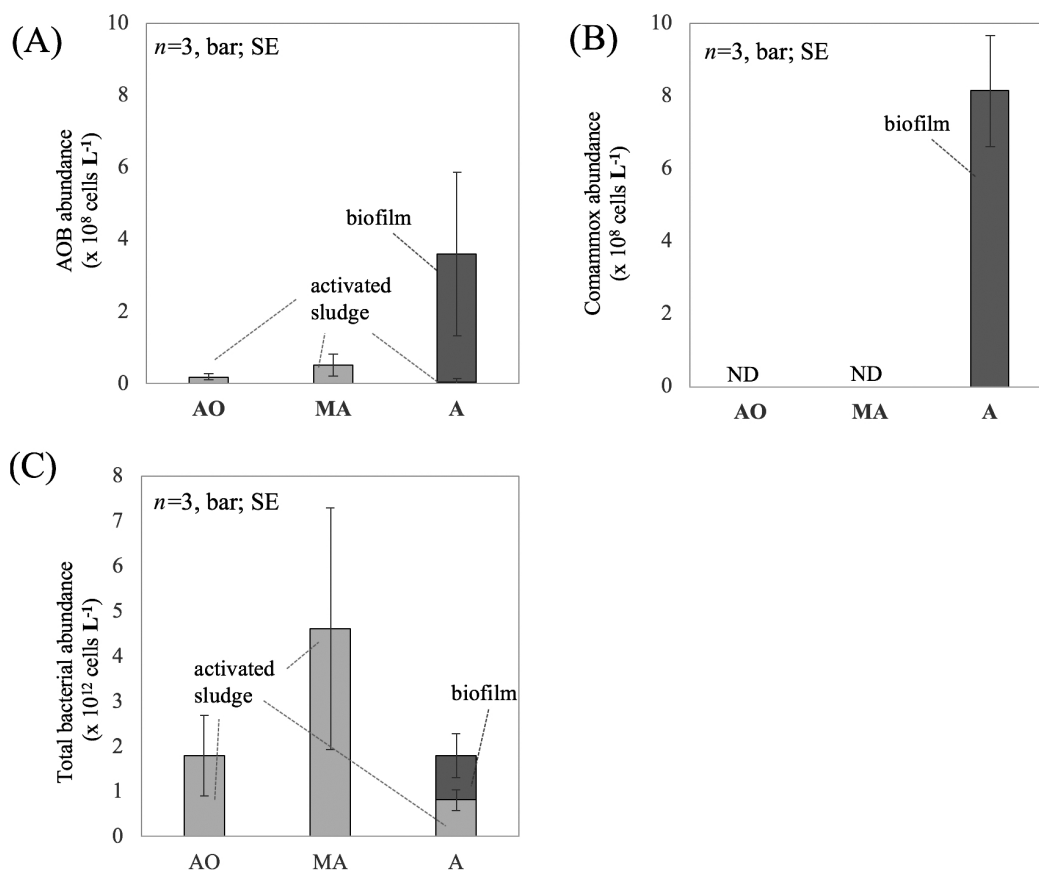 (A)
AOB abundance
(x 10⁸ cells L⁻¹)
10
8
6
4
2
0
n=3, bar; SE
biofilm
activated
sludge
AO MA A
(B)
Comammox abundance
(x 10⁸ cells L⁻¹)
10
8
6
4
2
0
n=3, bar; SE
biofilm
ND ND
AO MA A
(C)
Total bacterial abundance
(x 10¹² cells L⁻¹)
8
7
6
5
4
3
2
1
0
n=3, bar; SE
activated
sludge
biofilm
AO MA A